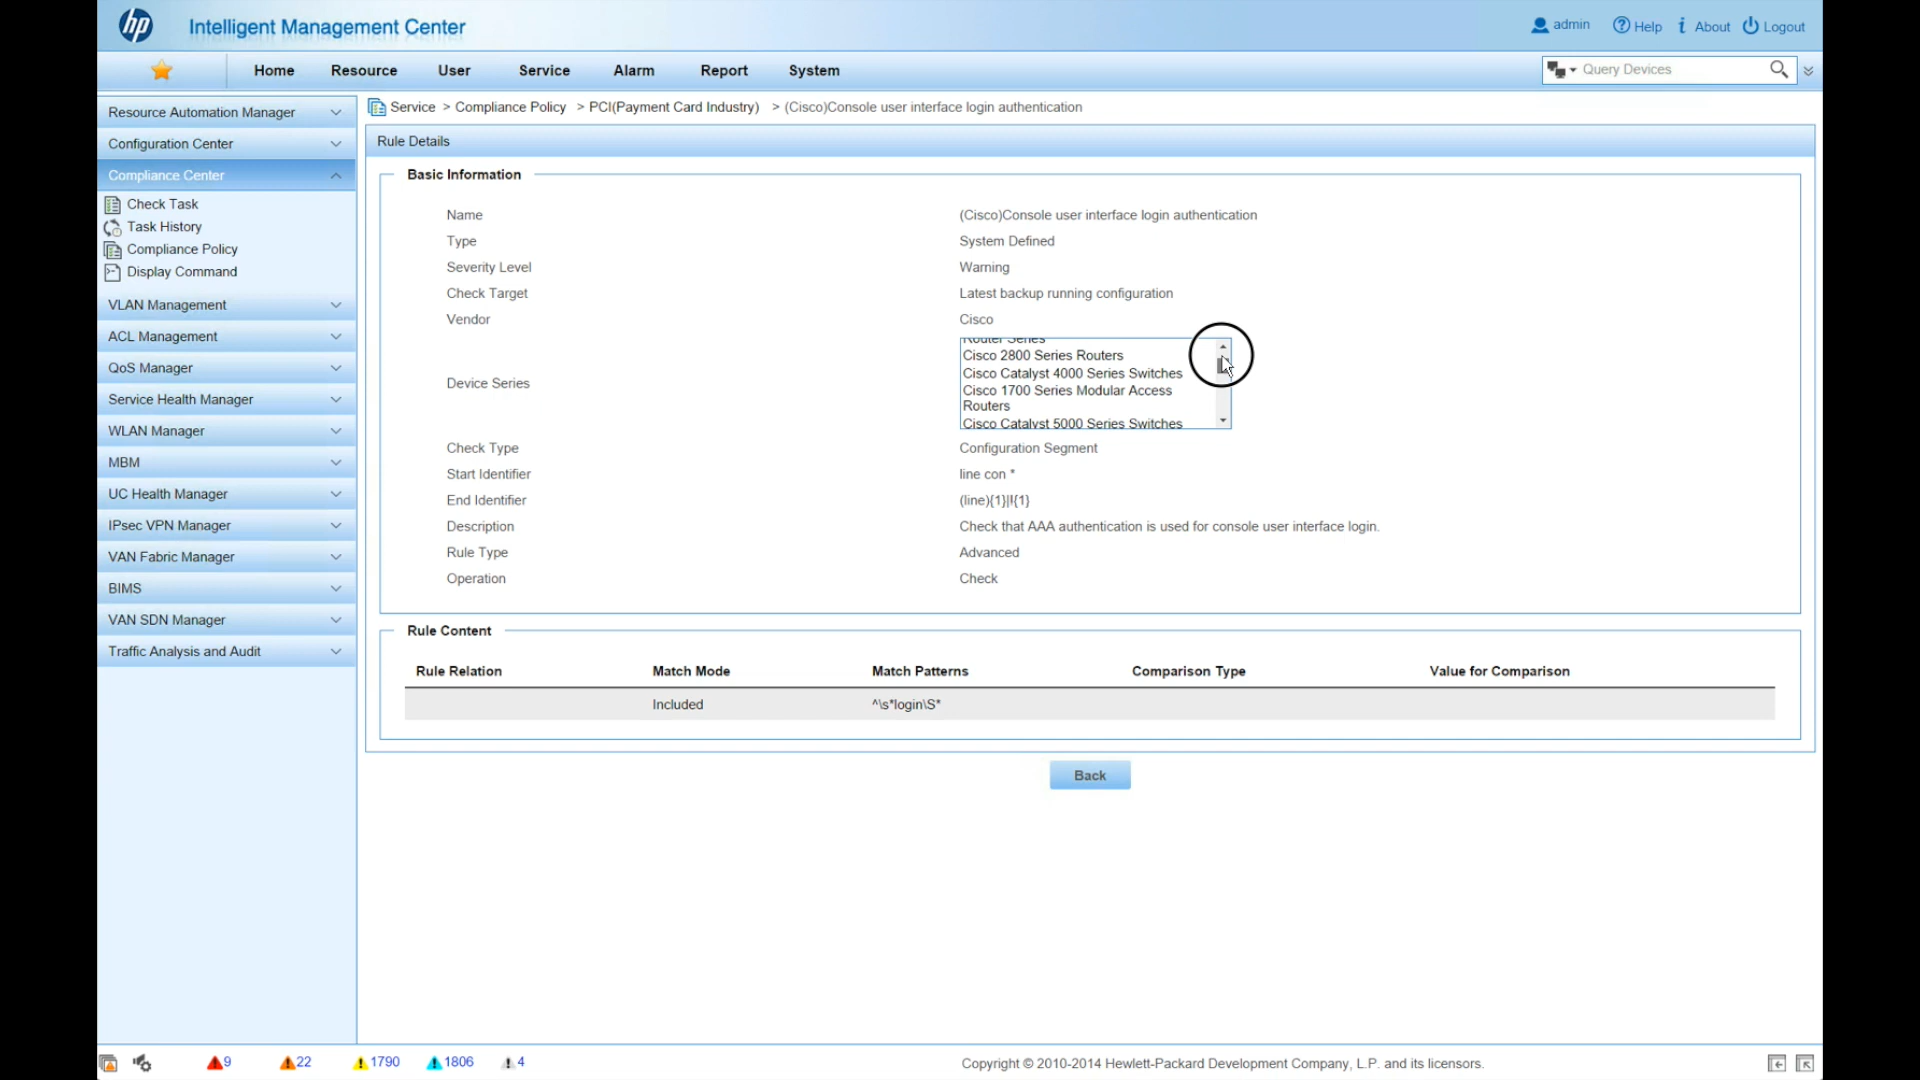 hp Intelligent Management Center
admin Help About Logout
Home Resource User Service Alarm Report System
Query Devices
Resource Automation Manager
Configuration Center
Compliance Center
Check Task
Task History
Compliance Policy
Display Command
VLAN Management
ACL Management
QoS Manager
Service Health Manager
WLAN Manager
MBM
UC Health Manager
IPsec VPN Manager
VAN Fabric Manager
BIMS
VAN SDN Manager
Traffic Analysis and Audit
Service > Compliance Policy > PCI(Payment Card Industry) > (Cisco)Console user interface login authentication
Rule Details
Basic Information
Name (Cisco)Console user interface login authentication
Type System Defined
Severity Level Warning
Check Target Latest backup running configuration
Vendor Cisco
Device Series
Router Series
Cisco 2800 Series Routers
Cisco Catalyst 4000 Series Switches
Cisco 1700 Series Modular Access
Routers
Cisco Catalyst 5000 Series Switches
Check Type Configuration Segment
Start Identifier line con *
End Identifier (line){1}|!{1}
Description Check that AAA authentication is used for console user interface login.
Rule Type Advanced
Operation Check
Rule Content
Rule Relation Match Mode Match Patterns Comparison Type Value for Comparison
Included ^\s*login\S*
Back
9 22 1790 1806 4
Copyright © 2010-2014 Hewlett-Packard Development Company, L.P. and its licensors.